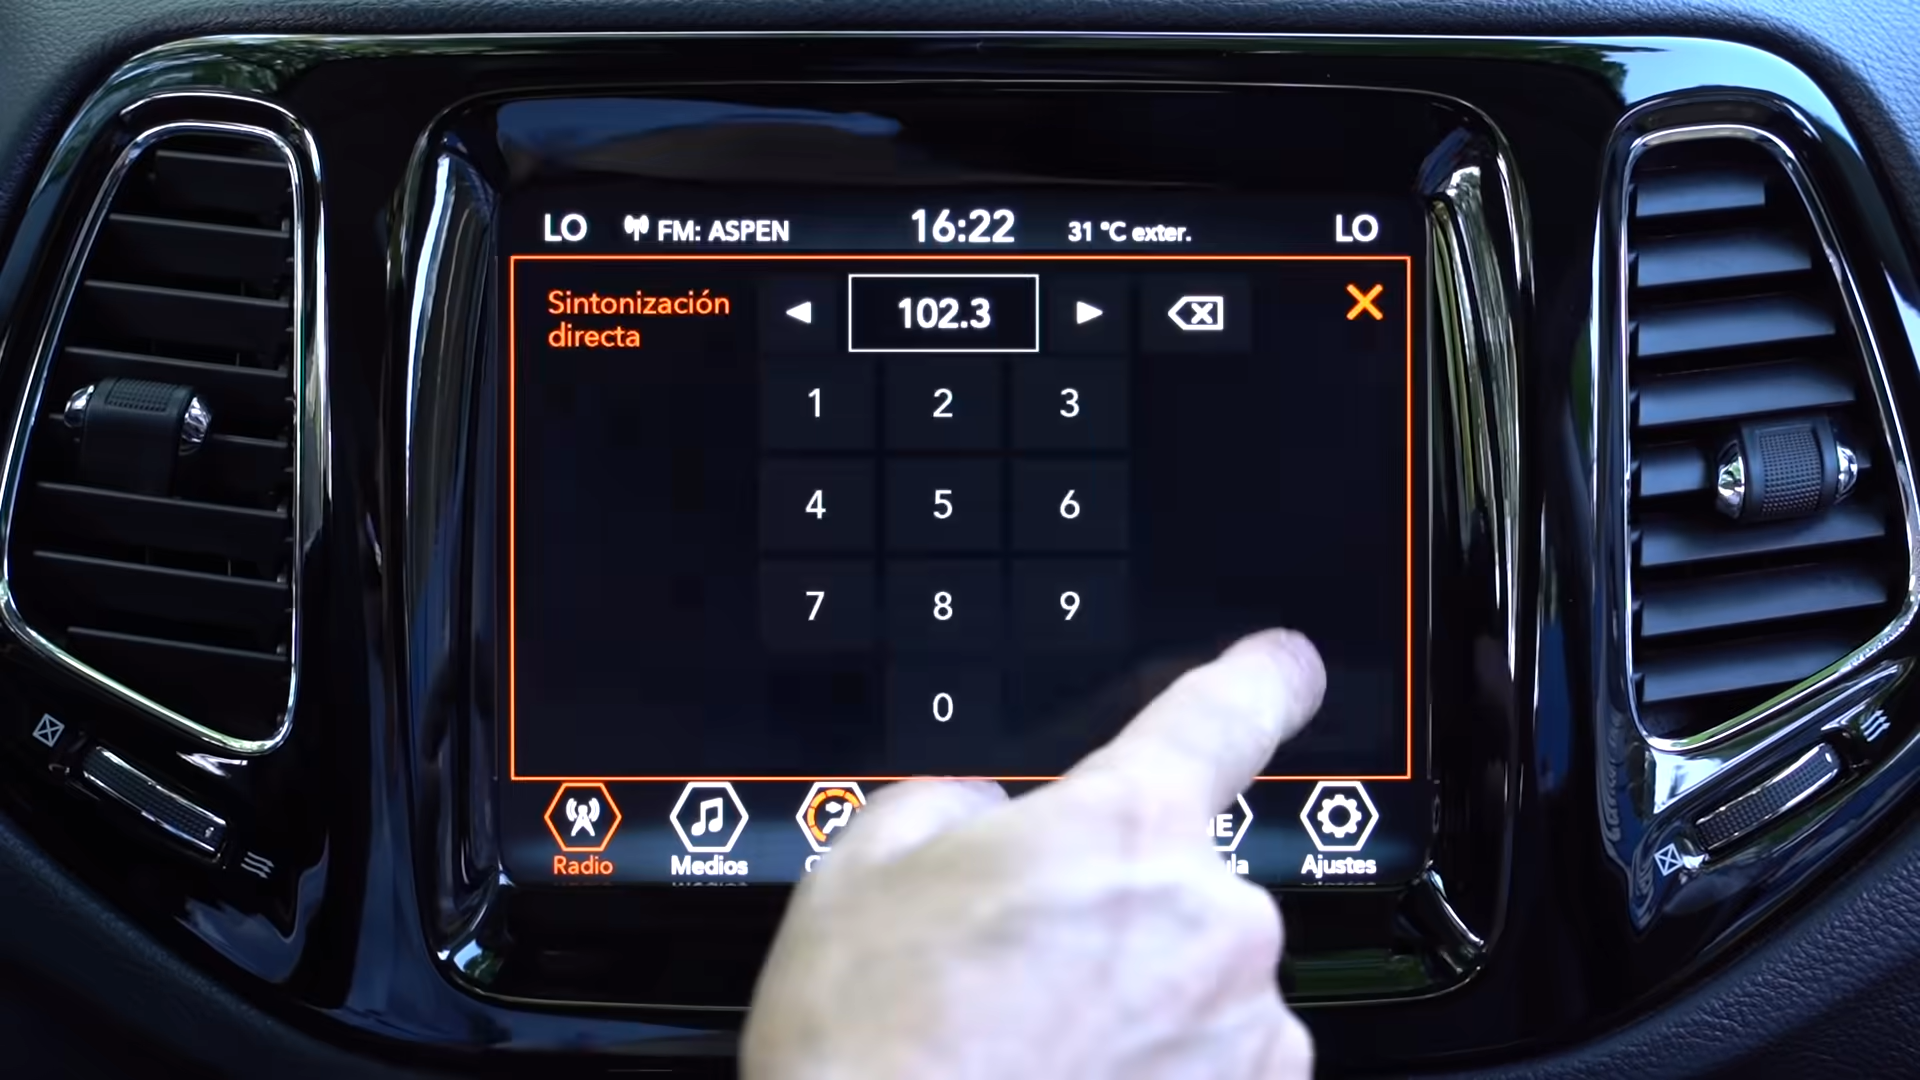 LO FM: ASPEN 16:22 31 °C exter. LO
Sintonización
directa
102.3
1 2 3
4 5 6
7 8 9
0
Radio Medios Ajustes